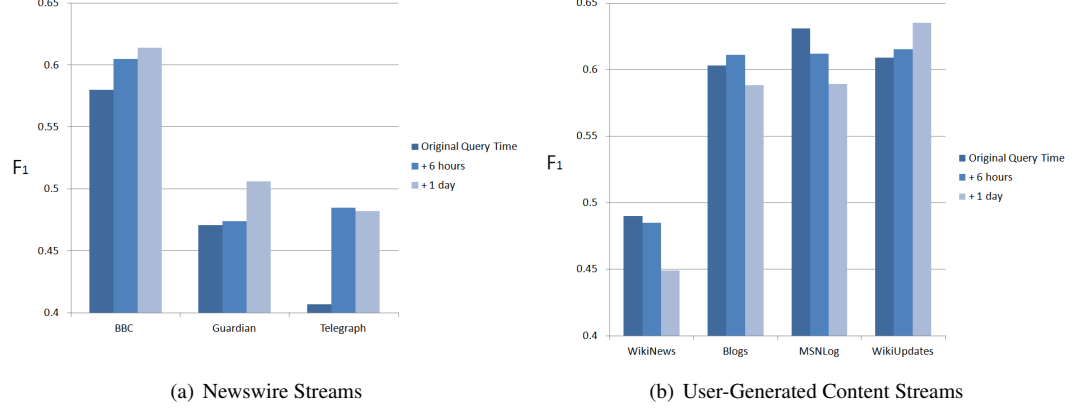 0.65
0.6
0.55
0.5
0.45
0.4
F1
BBC
Guardian
Telegraph
Original Query Time
+ 6 hours
+ 1 day
(a) Newswire Streams
0.65
0.6
0.55
0.5
0.45
0.4
F1
WikiNews
Blogs
MSNLog
WikiUpdates
Original Query Time
+ 6 hours
+ 1 day
(b) User-Generated Content Streams